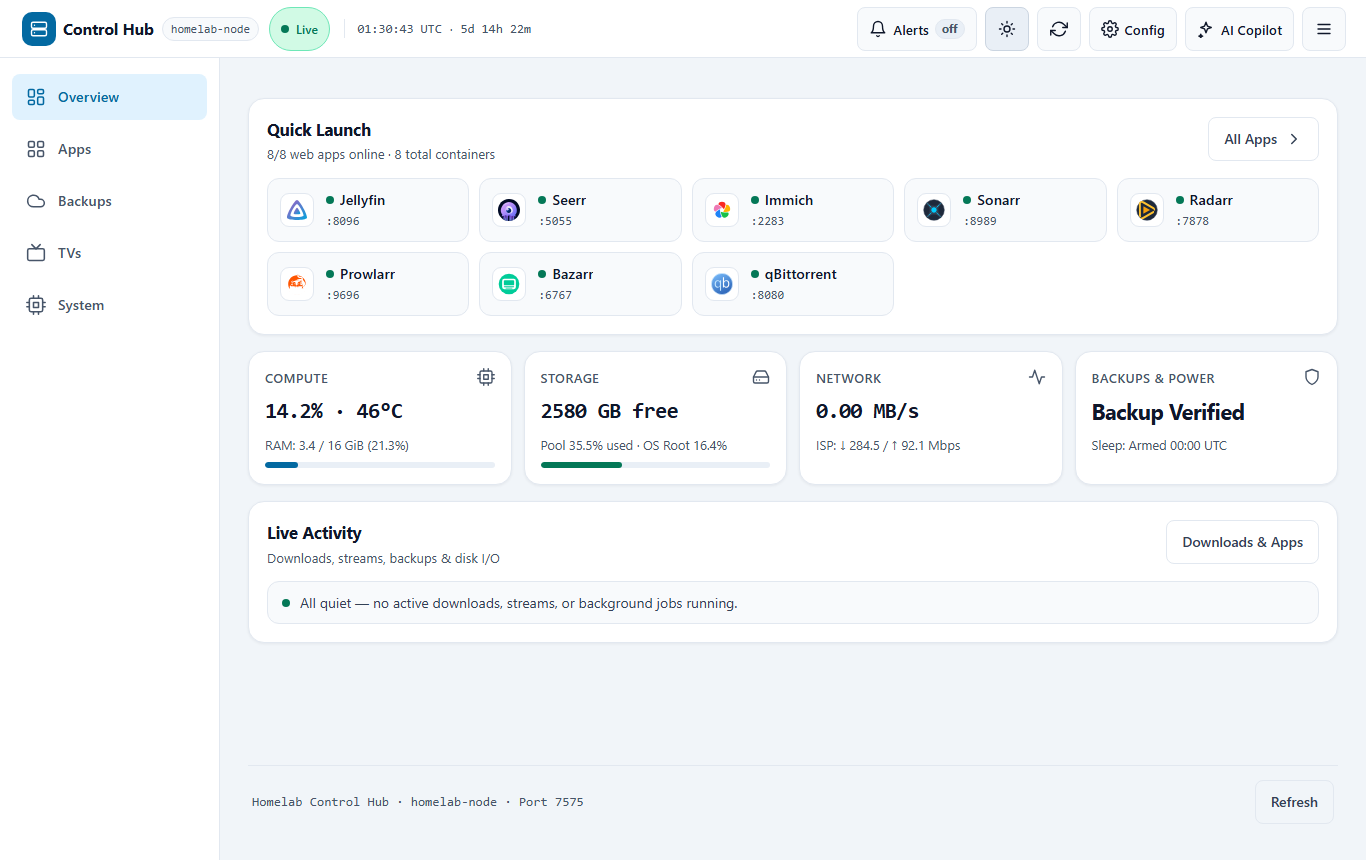 Control Hub homelab-node Live 01:30:43 UTC · 5d 14h 22m Alerts off Config AI Copilot
Overview
Apps
Backups
TVs
System
Quick Launch
8/8 web apps online · 8 total containers
All Apps
Jellyfin
:8096
Seerr
:5055
Immich
:2283
Sonarr
:8989
Radarr
:7878
Prowlarr
:9696
Bazarr
:6767
qb
qBittorrent
:8080
COMPUTE
14.2% · 46°C
RAM: 3.4 / 16 GiB (21.3%)
STORAGE
2580 GB free
Pool 35.5% used · OS Root 16.4%
NETWORK
0.00 MB/s
ISP: ↓ 284.5 / ↑ 92.1 Mbps
BACKUPS & POWER
Backup Verified
Sleep: Armed 00:00 UTC
Live Activity
Downloads, streams, backups & disk I/O
Downloads & Apps
All quiet — no active downloads, streams, or background jobs running.
Homelab Control Hub · homelab-node · Port 7575
Refresh